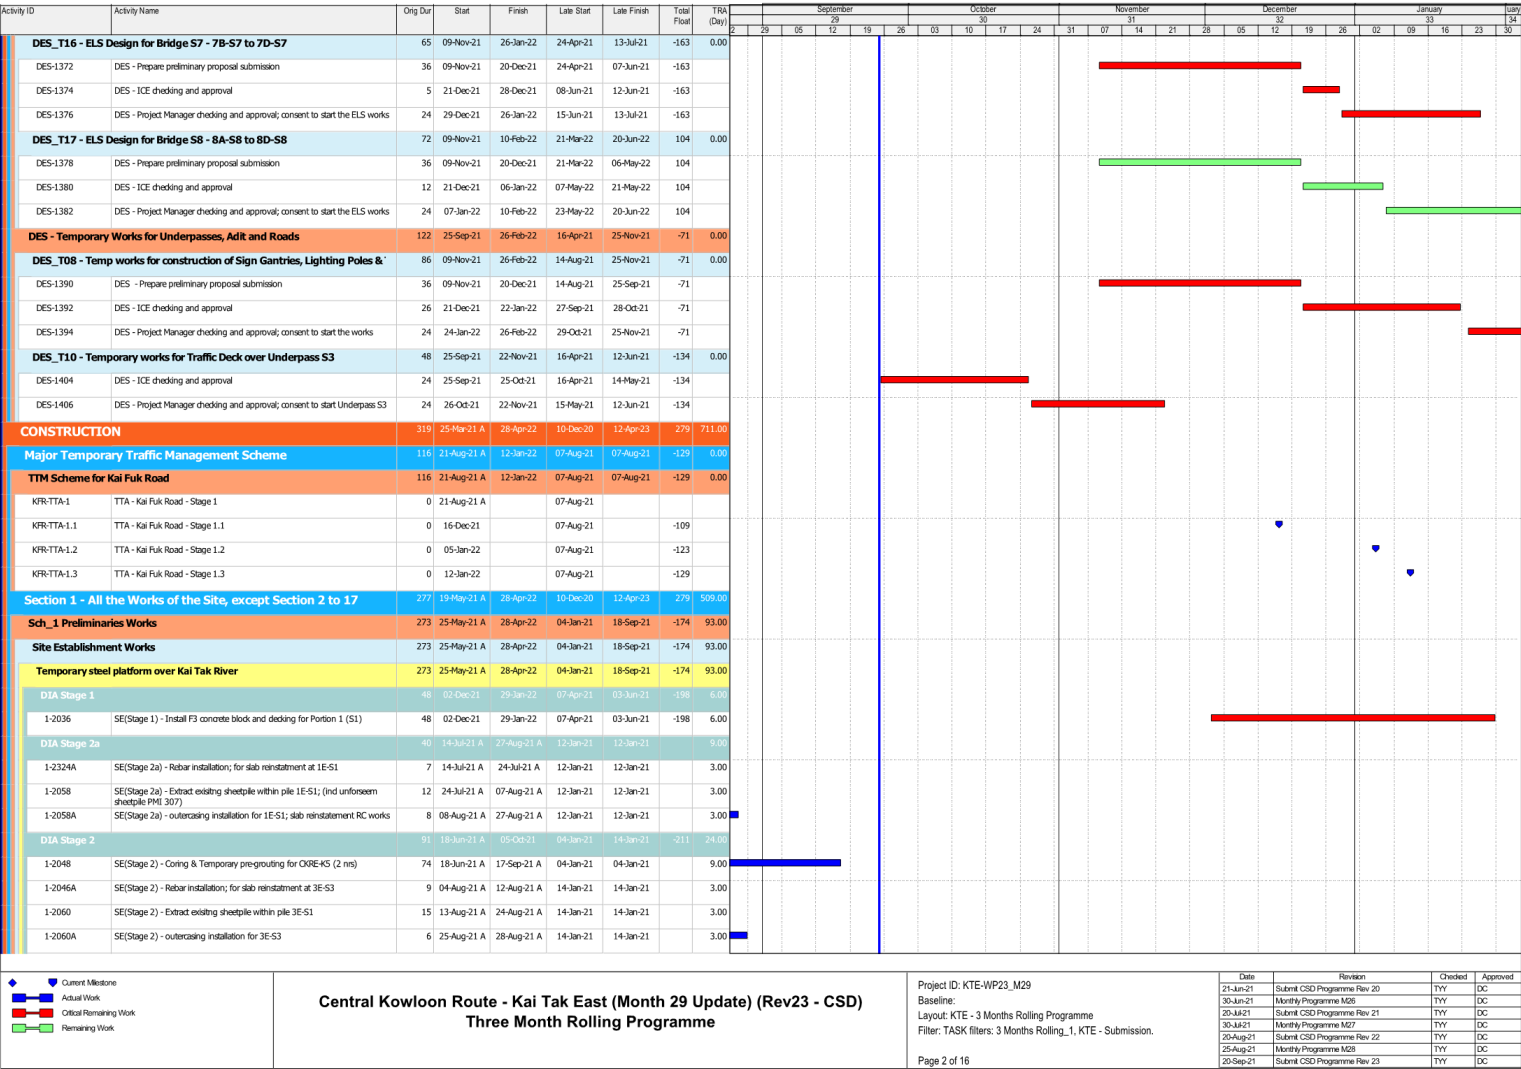 Activity ID Activity Name Orig Dur Start Finish Late Start Late Finish Total Float TRA (Day)
September October November December January uary
29 30 31 32 33 34
2 29 05 12 19 26 03 10 17 24 31 07 14 21 28 05 12 19 26 02 09 16 23 30
DES_T16 - ELS Design for Bridge S7 - 7B-S7 to 7D-S7 65 09-Nov-21 26-Jan-22 24-Apr-21 13-Jul-21 -163 0.00
DES-1372 DES - Prepare preliminary proposal submission 36 09-Nov-21 20-Dec-21 24-Apr-21 07-Jun-21 -163
DES-1374 DES - ICE checking and approval 5 21-Dec-21 28-Dec-21 08-Jun-21 12-Jun-21 -163
DES-1376 DES - Project Manager checking and approval; consent to start the ELS works 24 29-Dec-21 26-Jan-22 15-Jun-21 13-Jul-21 -163
DES_T17 - ELS Design for Bridge S8 - 8A-S8 to 8D-S8 72 09-Nov-21 10-Feb-22 21-Mar-22 20-Jun-22 104 0.00
DES-1378 DES - Prepare preliminary proposal submission 36 09-Nov-21 20-Dec-21 21-Mar-22 06-May-22 104
DES-1380 DES - ICE checking and approval 12 21-Dec-21 06-Jan-22 07-May-22 21-May-22 104
DES-1382 DES - Project Manager checking and approval; consent to start the ELS works 24 07-Jan-22 10-Feb-22 23-May-22 20-Jun-22 104
DES - Temporary Works for Underpasses, Adit and Roads 122 25-Sep-21 26-Feb-22 16-Apr-21 25-Nov-21 -71 0.00
DES_T08 - Temp works for construction of Sign Gantries, Lighting Poles & 86 09-Nov-21 26-Feb-22 14-Aug-21 25-Nov-21 -71 0.00
DES-1390 DES - Prepare preliminary proposal submission 36 09-Nov-21 20-Dec-21 14-Aug-21 25-Sep-21 -71
DES-1392 DES - ICE checking and approval 26 21-Dec-21 22-Jan-22 27-Sep-21 28-Oct-21 -71
DES-1394 DES - Project Manager checking and approval; consent to start the works 24 24-Jan-22 26-Feb-22 29-Oct-21 25-Nov-21 -71
DES_T10 - Temporary works for Traffic Deck over Underpass S3 48 25-Sep-21 22-Nov-21 16-Apr-21 12-Jun-21 -134 0.00
DES-1404 DES - ICE checking and approval 24 25-Sep-21 25-Oct-21 16-Apr-21 14-May-21 -134
DES-1406 DES - Project Manager checking and approval; consent to start Underpass S3 24 26-Oct-21 22-Nov-21 15-May-21 12-Jun-21 -134
CONSTRUCTION 319 25-Mar-21 A 28-Apr-22 10-Dec-20 12-Apr-23 279 711.00
Major Temporary Traffic Management Scheme 116 21-Aug-21 A 12-Jan-22 07-Aug-21 07-Aug-21 -129 0.00
TTM Scheme for Kai Fuk Road 116 21-Aug-21 A 12-Jan-22 07-Aug-21 07-Aug-21 -129 0.00
KFR-TTA-1 TTA - Kai Fuk Road - Stage 1 0 21-Aug-21 A 07-Aug-21
KFR-TTA-1.1 TTA - Kai Fuk Road - Stage 1.1 0 16-Dec-21 07-Aug-21 -109
KFR-TTA-1.2 TTA - Kai Fuk Road - Stage 1.2 0 05-Jan-22 07-Aug-21 -123
KFR-TTA-1.3 TTA - Kai Fuk Road - Stage 1.3 0 12-Jan-22 07-Aug-21 -129
Section 1 - All the Works of the Site, except Section 2 to 17 277 19-May-21 A 28-Apr-22 10-Dec-20 12-Apr-23 279 509.00
Sch_1 Preliminaries Works 273 25-May-21 A 28-Apr-22 04-Jan-21 18-Sep-21 -174 93.00
Site Establishment Works 273 25-May-21 A 28-Apr-22 04-Jan-21 18-Sep-21 -174 93.00
Temporary steel platform over Kai Tak River 273 25-May-21 A 28-Apr-22 04-Jan-21 18-Sep-21 -174 93.00
DIA Stage 1 48 02-Dec-21 29-Jan-22 07-Apr-21 03-Jun-21 -198 6.00
1-2036 SE(Stage 1) - Install F3 concrete block and decking for Portion 1 (S1) 48 02-Dec-21 29-Jan-22 07-Apr-21 03-Jun-21 -198 6.00
DIA Stage 2a 40 14-Jul-21 A 27-Aug-21 A 12-Jan-21 12-Jan-21 9.00
1-2324A SE(Stage 2a) - Rebar installation; for slab reinstatment at 1E-S1 7 14-Jul-21 A 24-Jul-21 A 12-Jan-21 12-Jan-21 3.00
1-2058 SE(Stage 2a) - Extract exisitng sheetpile within pile 1E-S1; (incl unforseem 12 24-Jul-21 A 07-Aug-21 A 12-Jan-21 12-Jan-21 3.00
sheetpile PMI 307)
1-2058A SE(Stage 2a) - outercasing installation for 1E-S1; slab reinstatement RC works 8 08-Aug-21 A 27-Aug-21 A 12-Jan-21 12-Jan-21 3.00
DIA Stage 2 91 18-Jun-21 A 05-Oct-21 04-Jan-21 14-Jan-21 -211 24.00
1-2048 SE(Stage 2) - Coring & Temporary pre-grouting for CKRE-K5 (2 nrs) 74 18-Jun-21 A 17-Sep-21 A 04-Jan-21 04-Jan-21 9.00
1-2046A SE(Stage 2) - Rebar installation; for slab reinstatment at 3E-S3 9 04-Aug-21 A 12-Aug-21 A 14-Jan-21 14-Jan-21 3.00
1-2060 SE(Stage 2) - Extract exisitng sheetpile within pile 3E-S1 15 13-Aug-21 A 24-Aug-21 A 14-Jan-21 14-Jan-21 3.00
1-2060A SE(Stage 2) - outercasing installation for 3E-S3 6 25-Aug-21 A 28-Aug-21 A 14-Jan-21 14-Jan-21 3.00
Current Milestone
Actual Work
Critical Remaining Work
Remaining Work
Central Kowloon Route - Kai Tak East (Month 29 Update) (Rev23 - CSD)
Three Month Rolling Programme
Project ID: KTE-WP23_M29
Baseline:
Layout: KTE - 3 Months Rolling Programme
Filter: TASK filters: 3 Months Rolling_1, KTE - Submission.
Page 2 of 16
Date Revision Checked Approved
21-Jun-21 Submit CSD Programme Rev 20 TYY DC
30-Jun-21 Monthly Programme M26 TYY DC
20-Jul-21 Submit CSD Programme Rev 21 TYY DC
30-Jul-21 Monthly Programme M27 TYY DC
20-Aug-21 Submit CSD Programme Rev 22 TYY DC
25-Aug-21 Monthly Programme M28 TYY DC
20-Sep-21 Submit CSD Programme Rev 23 TYY DC